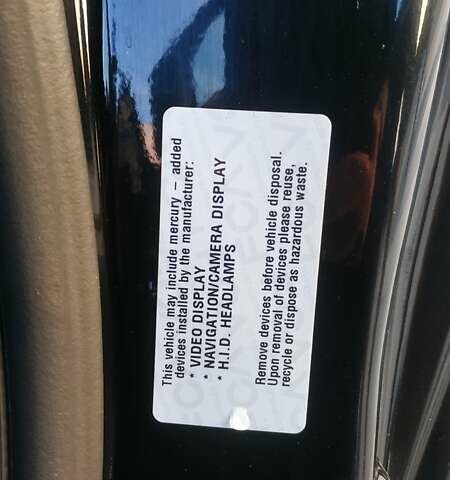 This vehicle may include mercury – added
devices installed by the manufacturer:
* VIDEO DISPLAY
* NAVIGATION/CAMERA DISPLAY
* H.I.D. HEADLAMPS
Remove devices before vehicle disposal.
Upon removal of devices please reuse,
recycle or dispose as hazardous waste.